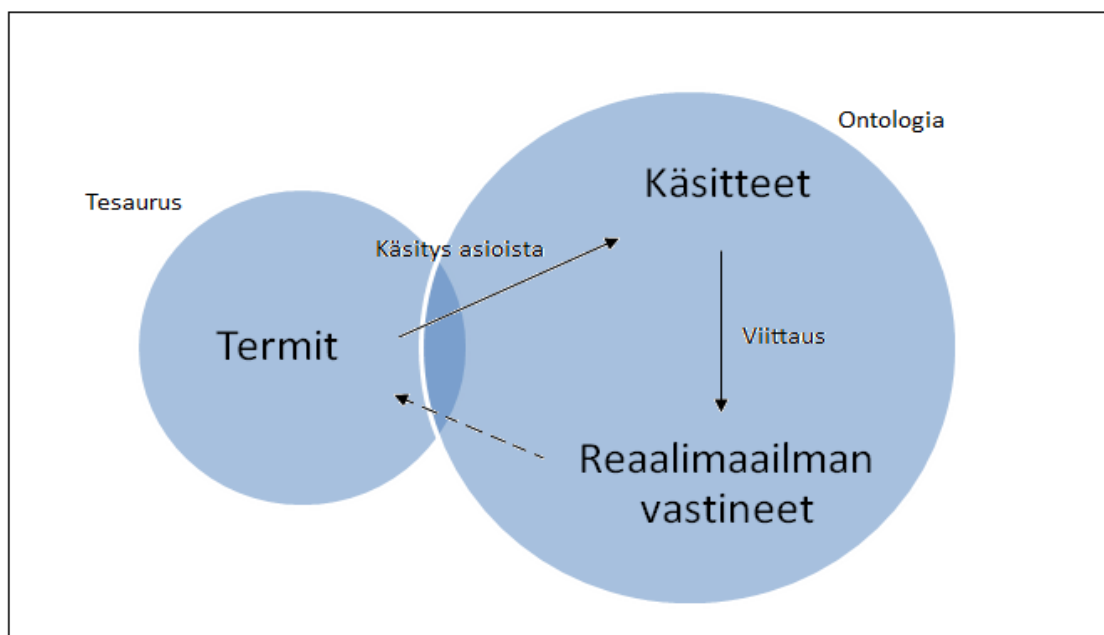 Ontologia
Käsitteet
Tesaurus
Käsitys asioista
Termit
Viittaus
Reaalimaailman
vastineet